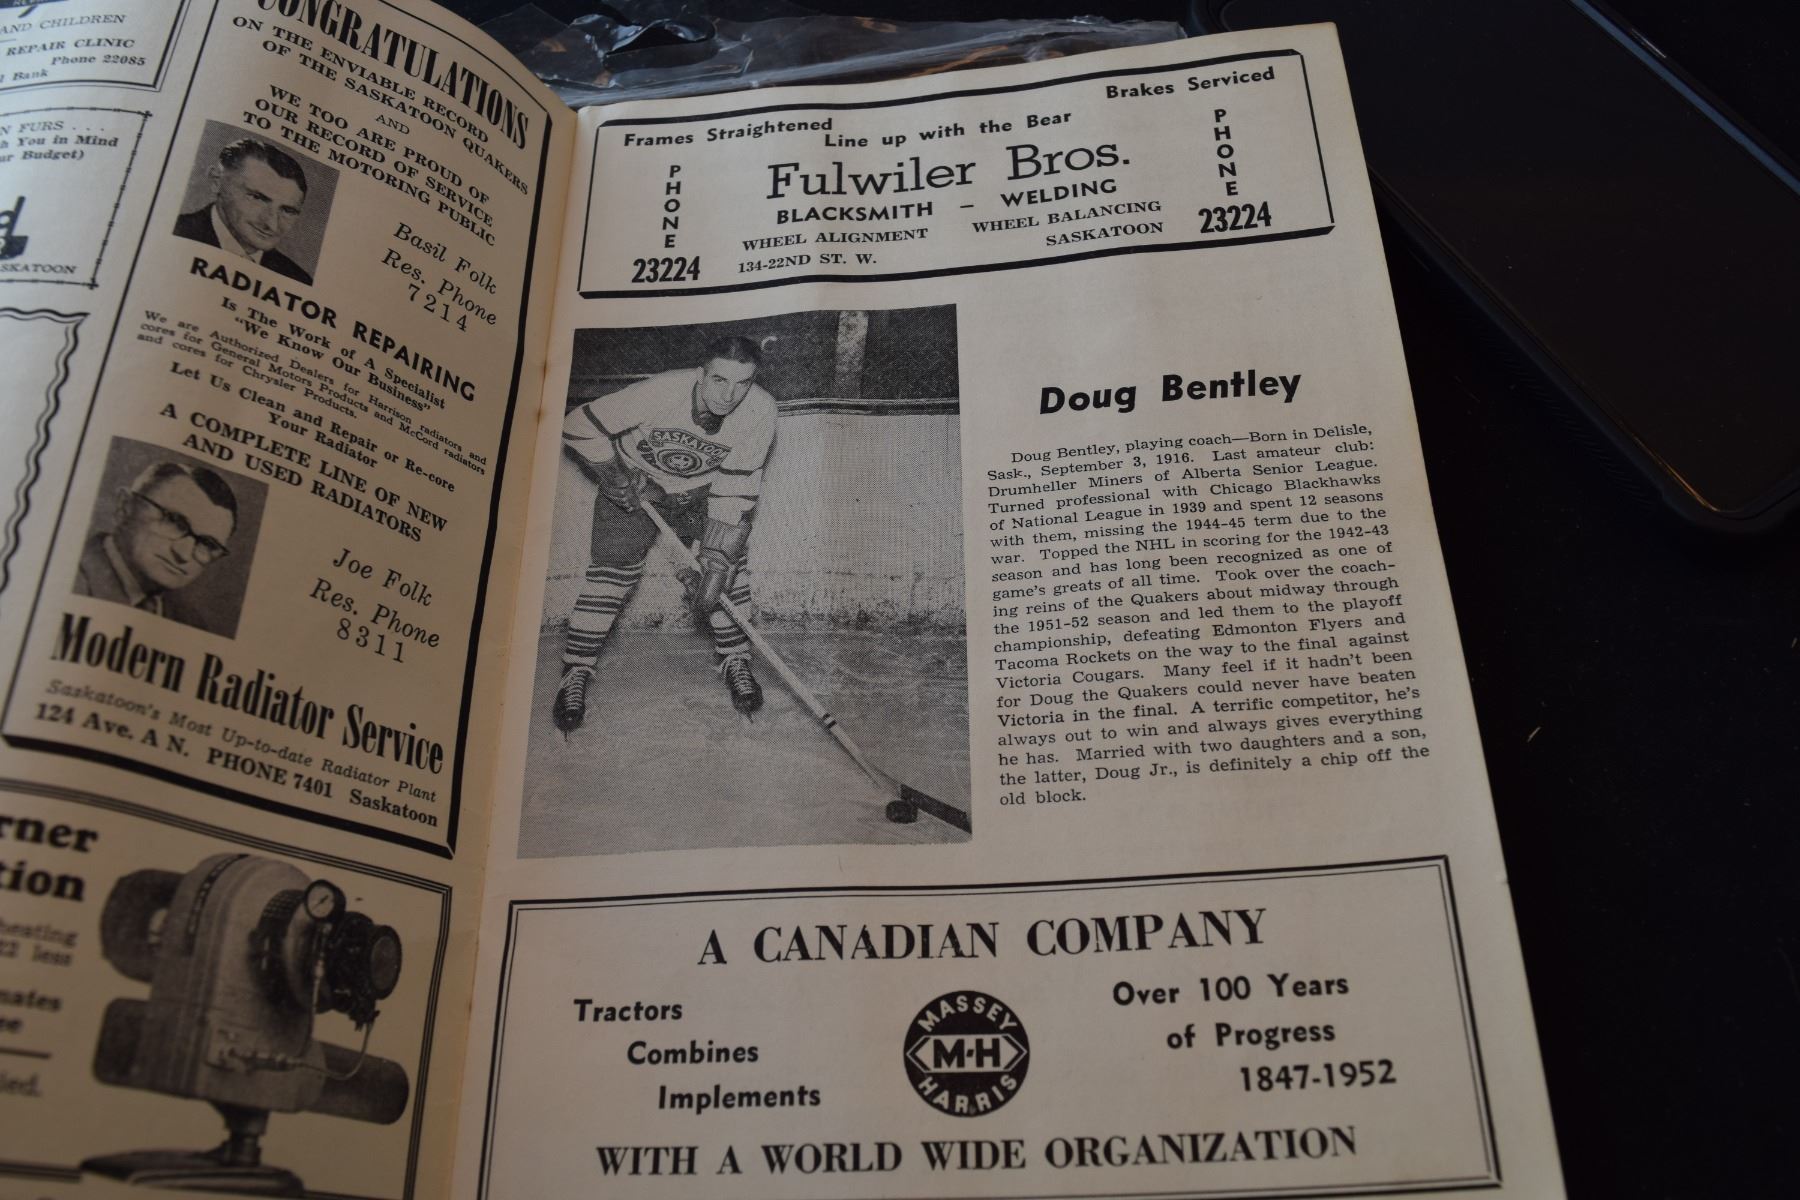 AND CHILDREN
REPAIR CLINIC
Phone 22085
Bank
FURS . . .
You in Mind
Budget)
SASKATOON
CONGRATULATIONS
ON THE ENVIABLE RECORD
OF THE SASKATOON QUAKERS
AND
WE TOO ARE PROUD OF
OUR RECORD OF SERVICE
TO THE MOTORING PUBLIC
Basil Folk
Res. Phone
7214
RADIATOR REPAIRING
Is The Work of A Specialist
"We Know Our Business"
We are Authorized Dealers for Harrison radiators and
cores for General Motors Products and McCord radiators
and cores for Chrysler Products.
Let Us Clean and Repair or Re-core
Your Radiator
A COMPLETE LINE OF NEW
AND USED RADIATORS
Joe Folk
Res. Phone
8311
Modern Radiator Service
Saskatoon's Most Up-to-date Radiator Plant
124 Ave. A N. PHONE 7401 Saskatoon
rner
tion
heating
22 less
Frames Straightened
Line up with the Bear
Brakes Serviced
PHONE
23224
Fulwiler Bros.
BLACKSMITH – WELDING
WHEEL ALIGNMENT WHEEL BALANCING
134-22ND ST. W. SASKATOON
PHONE
23224
SASKATOON
Doug Bentley
Doug Bentley, playing coach—Born in Delisle,
Sask., September 3, 1916. Last amateur club:
Drumheller Miners of Alberta Senior League.
Turned professional with Chicago Blackhawks
of National League in 1939 and spent 12 seasons
with them, missing the 1944-45 term due to the
war. Topped the NHL in scoring for the 1942-43
season and has long been recognized as one of
game's greats of all time. Took over the coach-
ing reins of the Quakers about midway through
the 1951-52 season and led them to the playoff
championship, defeating Edmonton Flyers and
Tacoma Rockets on the way to the final against
Victoria Cougars. Many feel if it hadn't been
for Doug the Quakers could never have beaten
Victoria in the final. A terrific competitor, he's
always out to win and always gives everything
he has. Married with two daughters and a son,
the latter, Doug Jr., is definitely a chip off the
old block.
A CANADIAN COMPANY
Tractors
Combines
Implements
MASSEY
M-H
HARRIS
Over 100 Years
of Progress
1847-1952
WITH A WORLD WIDE ORGANIZATION